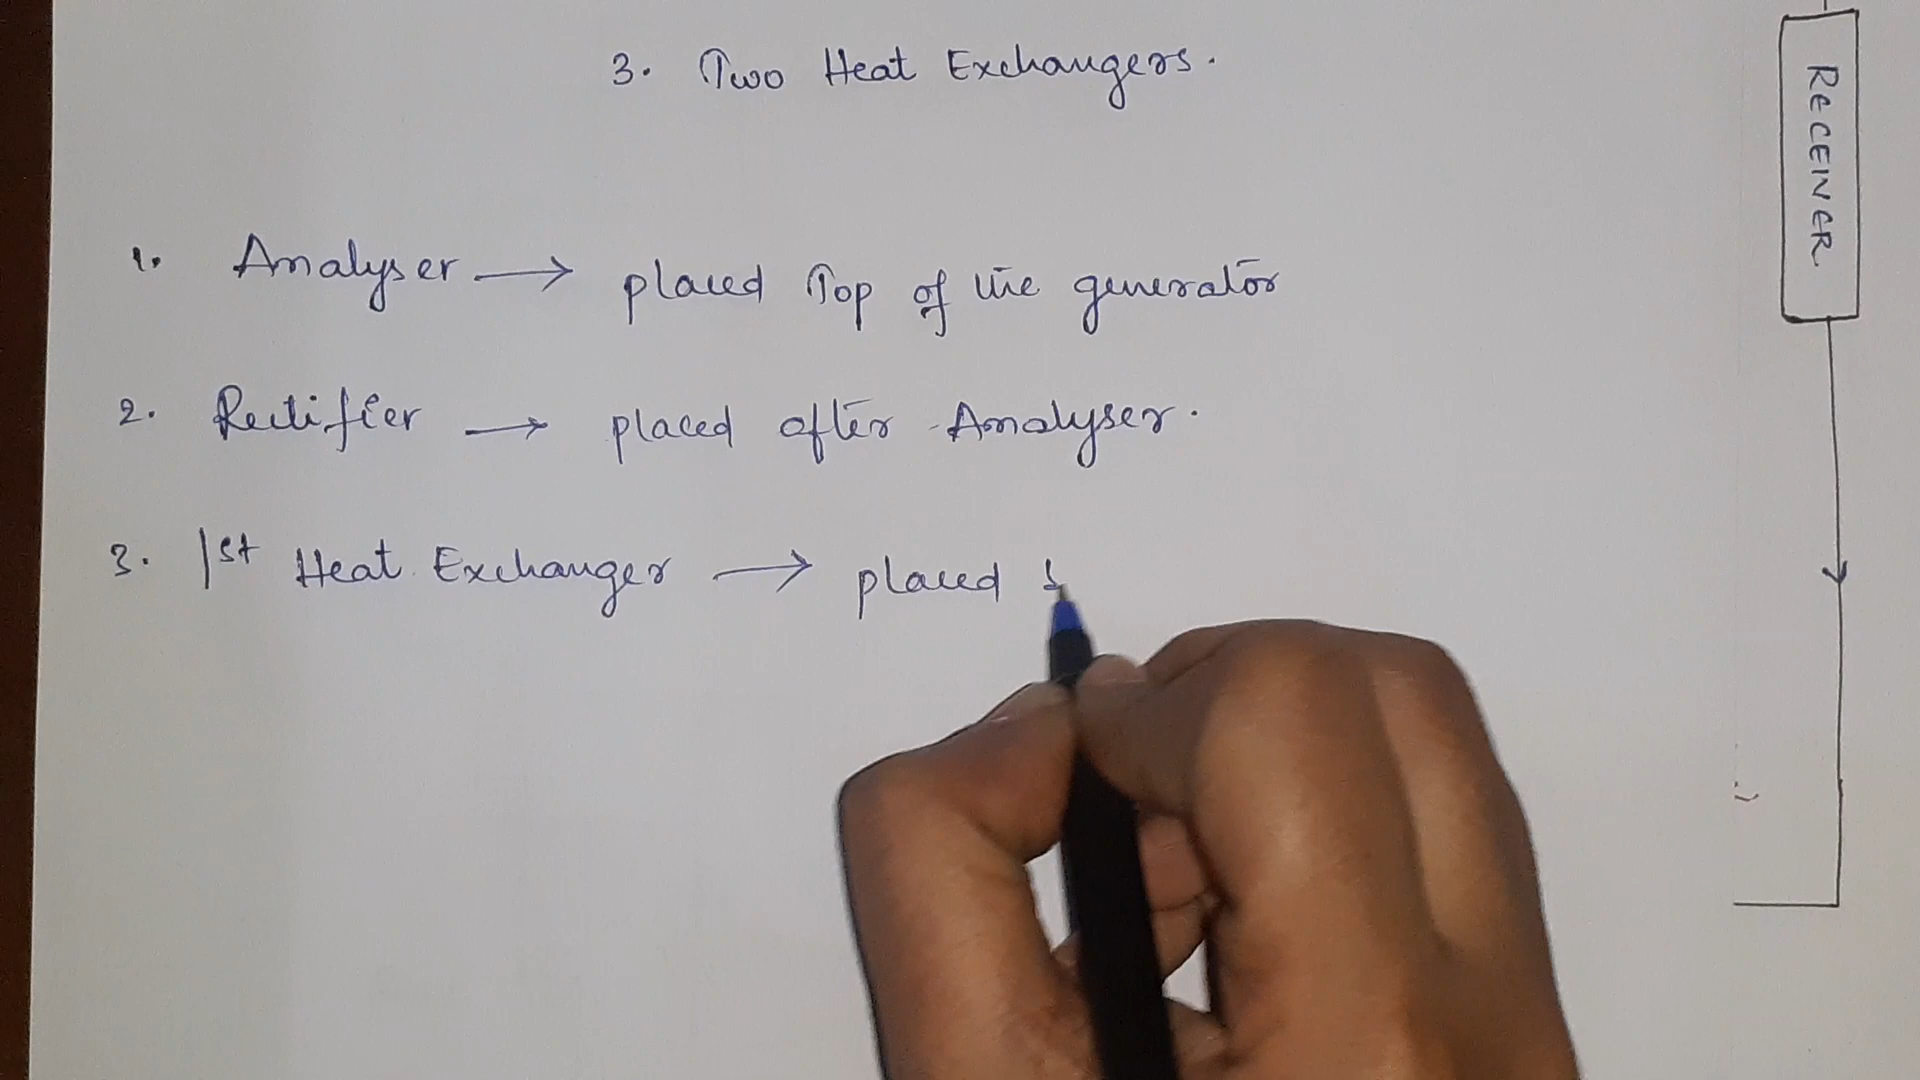 3. Two Heat Exchangers.
1. Analyser → placed Top of the generator
2. Rectifier → placed after Analyser.
3. 1st Heat Exchanger → placed
RECEIVER